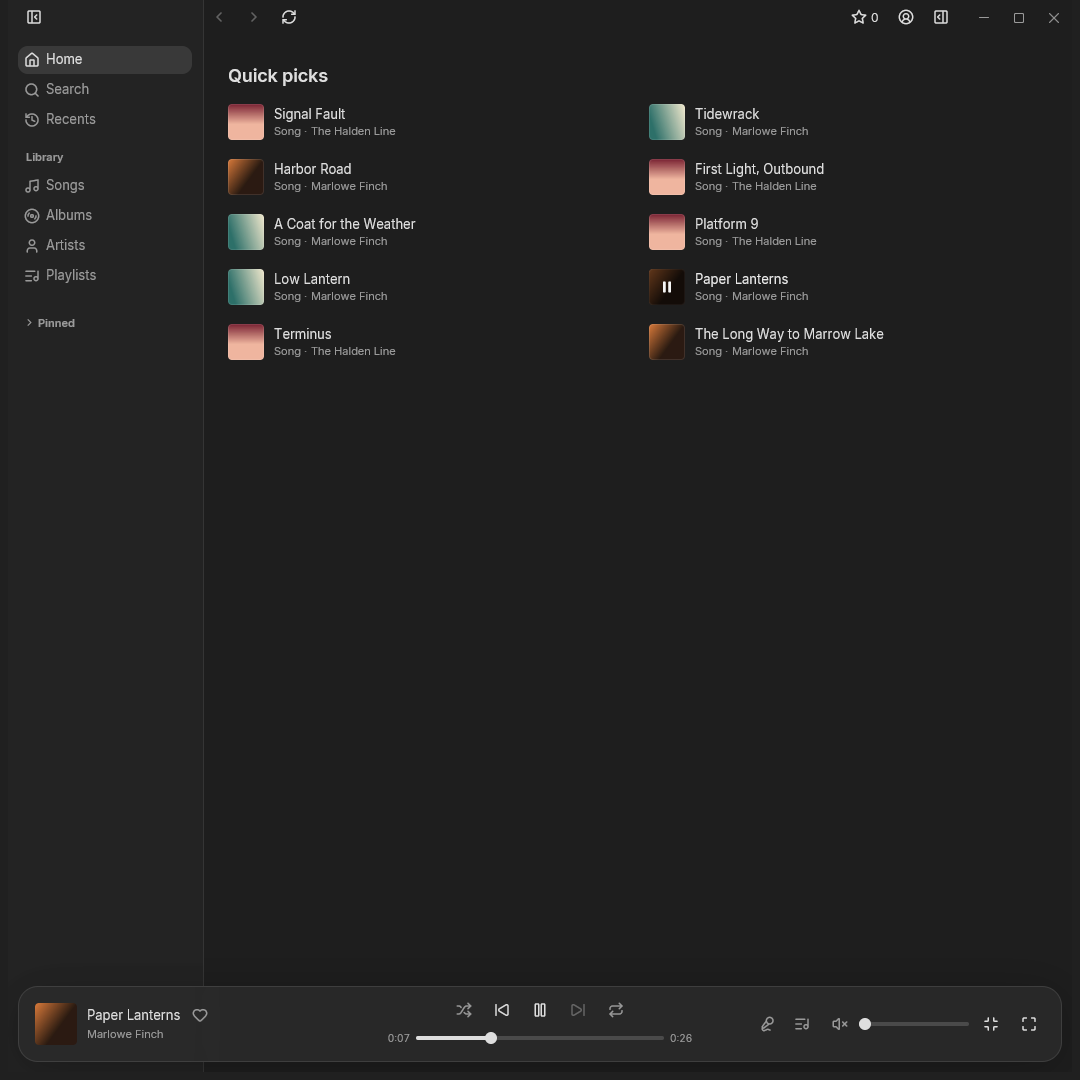 0
Home
Search
Recents
Library
Songs
Albums
Artists
Playlists
Pinned
Quick picks
Signal Fault
Song · The Halden Line
Tidewrack
Song · Marlowe Finch
Harbor Road
Song · Marlowe Finch
First Light, Outbound
Song · The Halden Line
A Coat for the Weather
Song · Marlowe Finch
Platform 9
Song · The Halden Line
Low Lantern
Song · Marlowe Finch
Paper Lanterns
Song · Marlowe Finch
Terminus
Song · The Halden Line
The Long Way to Marrow Lake
Song · Marlowe Finch
Paper Lanterns
Marlowe Finch
0:07
0:26